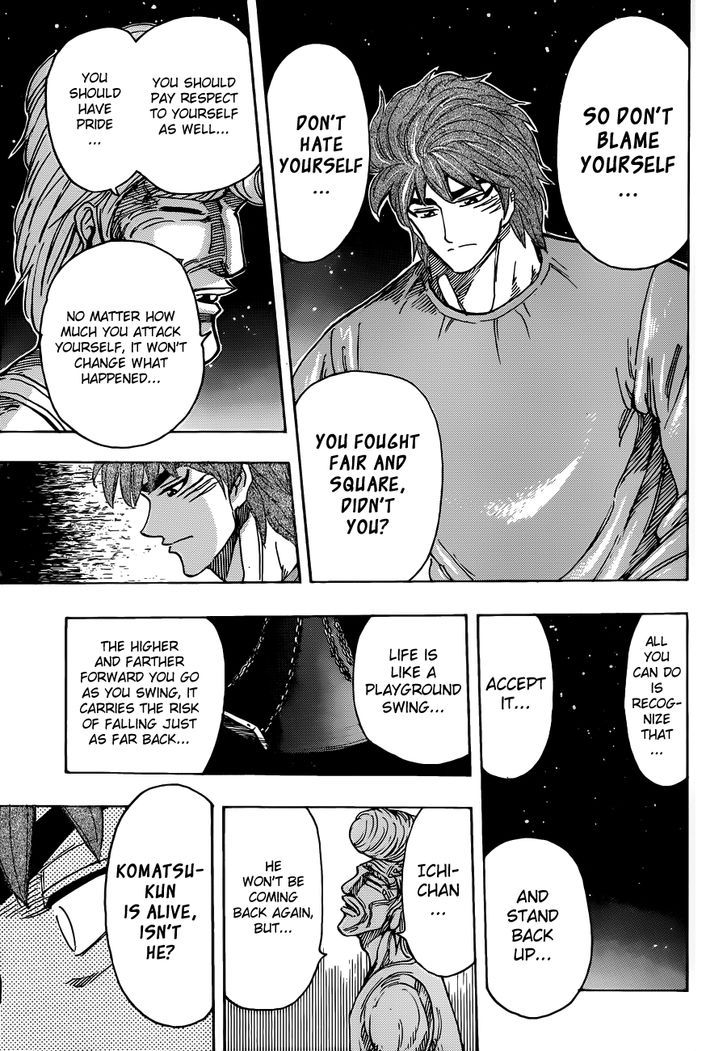 SO DON'T
BLAME
YOURSELF
...
DON'T
HATE
YOURSELF
...
YOU FOUGHT
FAIR AND
SQUARE,
DIDN'T
YOU?
YOU SHOULD
PAY RESPECT
TO YOURSELF
AS WELL...
YOU
SHOULD
HAVE
PRIDE
...
NO MATTER HOW
MUCH YOU ATTACK
YOURSELF, IT WON'T
CHANGE WHAT
HAPPENED...
ALL
YOU
CAN DO
IS
RECOG-
NIZE
THAT
...
ACCEPT
IT...
AND
STAND
BACK
UP...
LIFE IS
LIKE A
PLAYGROUND
SWING...
THE HIGHER
AND FARTHER
FORWARD YOU GO
AS YOU SWING, IT
CARRIES THE RISK
OF FALLING JUST
AS FAR BACK...
ICHI-
CHAN
...
HE
WON'T BE
COMING
BACK AGAIN,
BUT...
KOMATSU-
KUN
IS ALIVE,
ISN'T
HE?